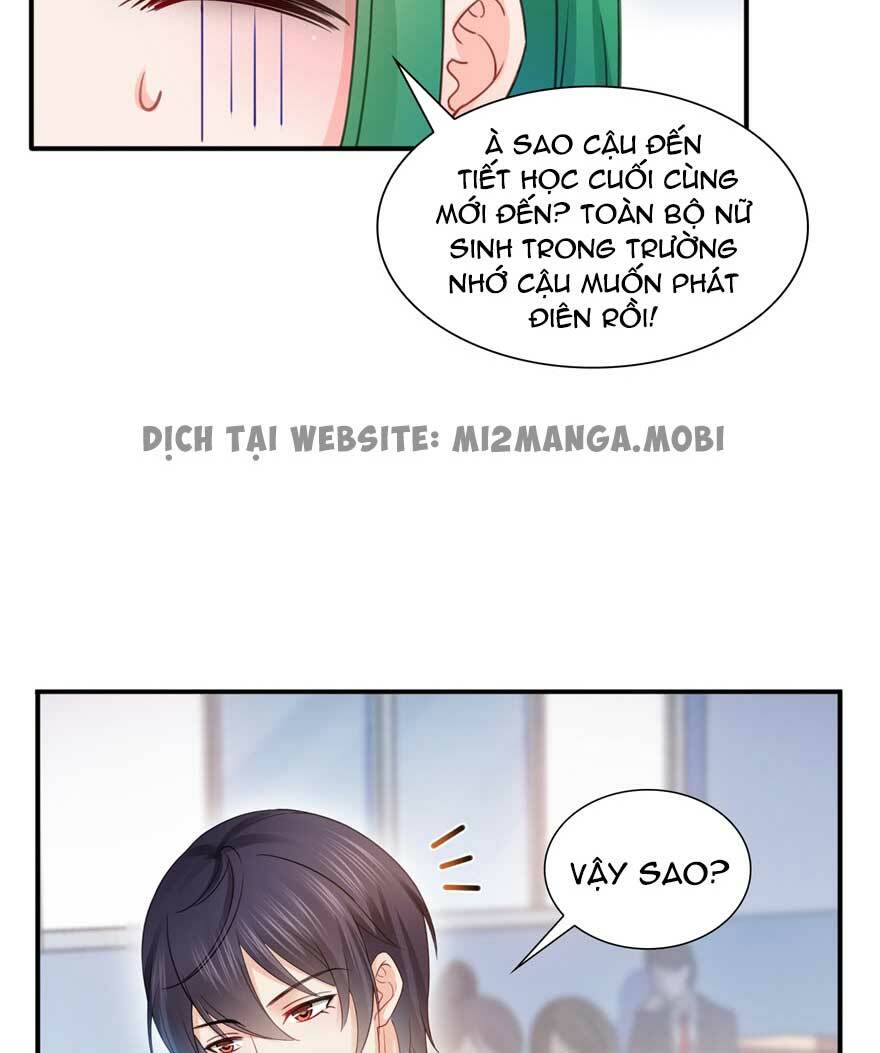 À SAO CẬU ĐẾN
TIẾT HỌC CUỐI CÙNG
MỚI ĐẾN? TOÀN BỘ NỮ
SINH TRONG TRƯỜNG
NHỚ CẬU MUỐN PHÁT
ĐIÊN RỒI!
DỊCH TẠI WEBSITE: MI2MANGA.MOBI
VẬY SAO?